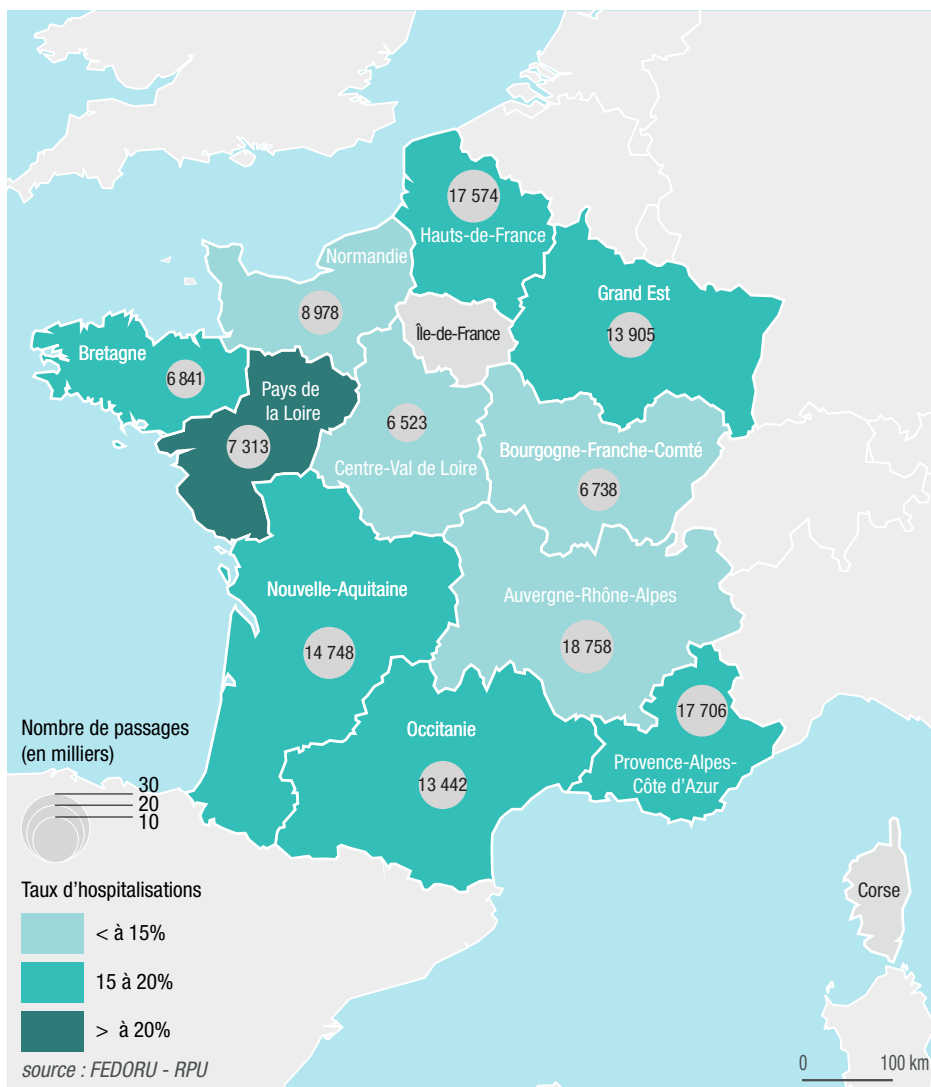 17 574
Hauts-de-France
Normandie
8 978
Grand Est
13 905
Île-de-France
Bretagne
6 841
Pays de
la Loire
7 313
6 523
Centre-Val de Loire
Bourgogne-Franche-Comté
6 738
Nouvelle-Aquitaine
14 748
Auvergne-Rhône-Alpes
18 758
17 706
Provence-Alpes-
Côte d'Azur
Occitanie
13 442
Corse
Nombre de passages
(en milliers)
30
20
10
Taux d'hospitalisations
< à 15%
15 à 20%
> à 20%
source : FEDORU - RPU
0 100 km